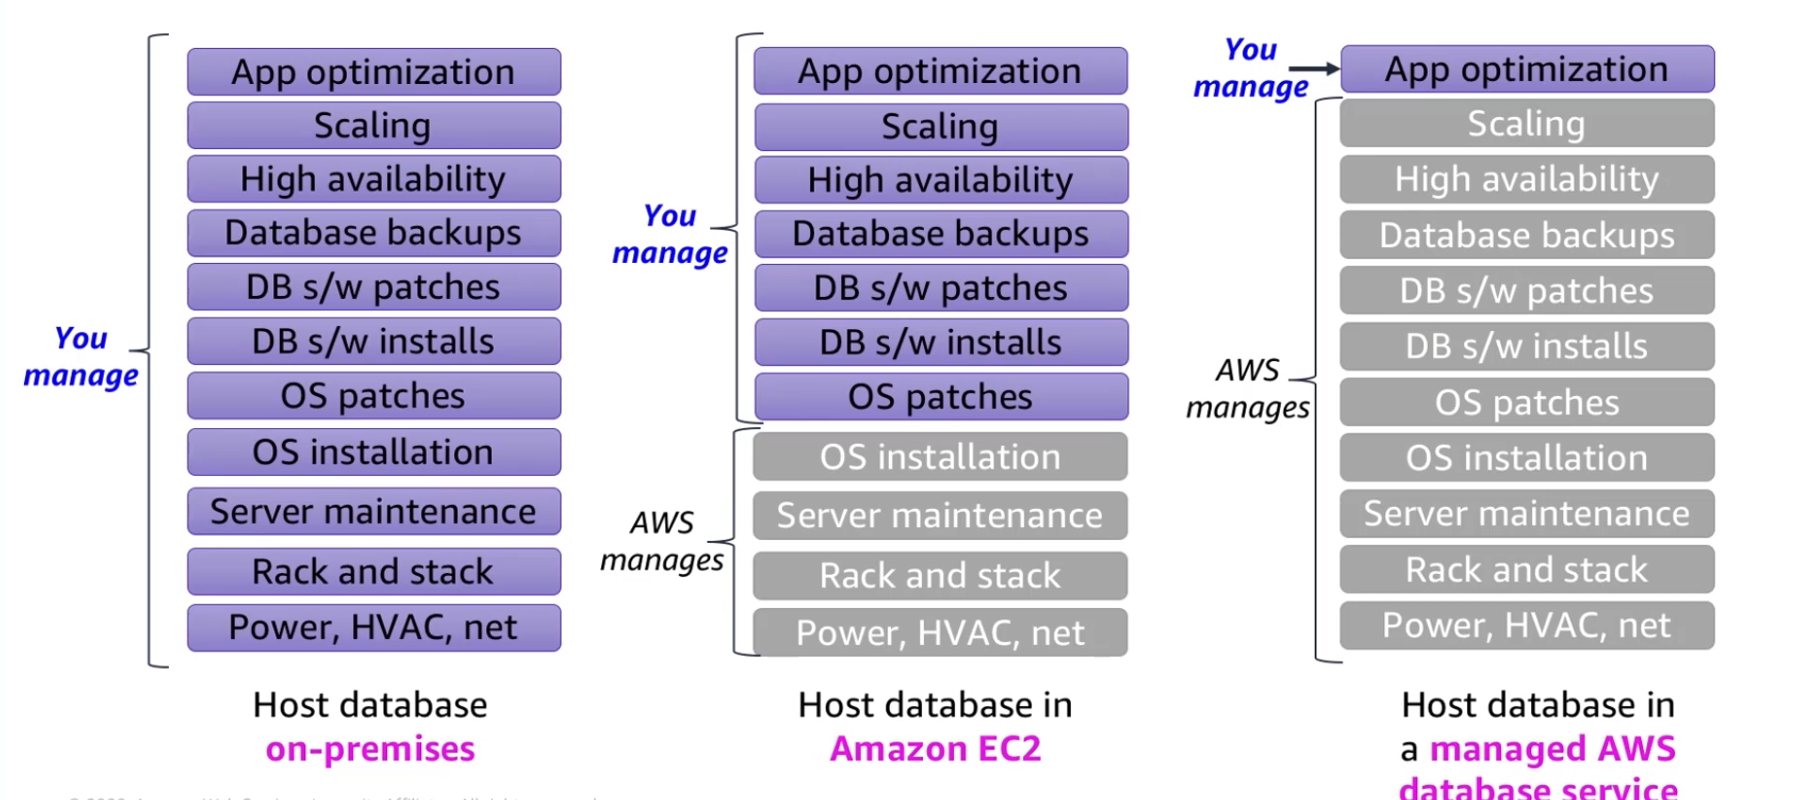 You
manage
App optimization
Scaling
High availability
Database backups
DB s/w patches
DB s/w installs
OS patches
OS installation
Server maintenance
Rack and stack
Power, HVAC, net
Host database
on-premises
You
manage
AWS
manages
App optimization
Scaling
High availability
Database backups
DB s/w patches
DB s/w installs
OS patches
OS installation
Server maintenance
Rack and stack
Power, HVAC, net
Host database in
Amazon EC2
You
manage
AWS
manages
App optimization
Scaling
High availability
Database backups
DB s/w patches
DB s/w installs
OS patches
OS installation
Server maintenance
Rack and stack
Power, HVAC, net
Host database in
a managed AWS
database service